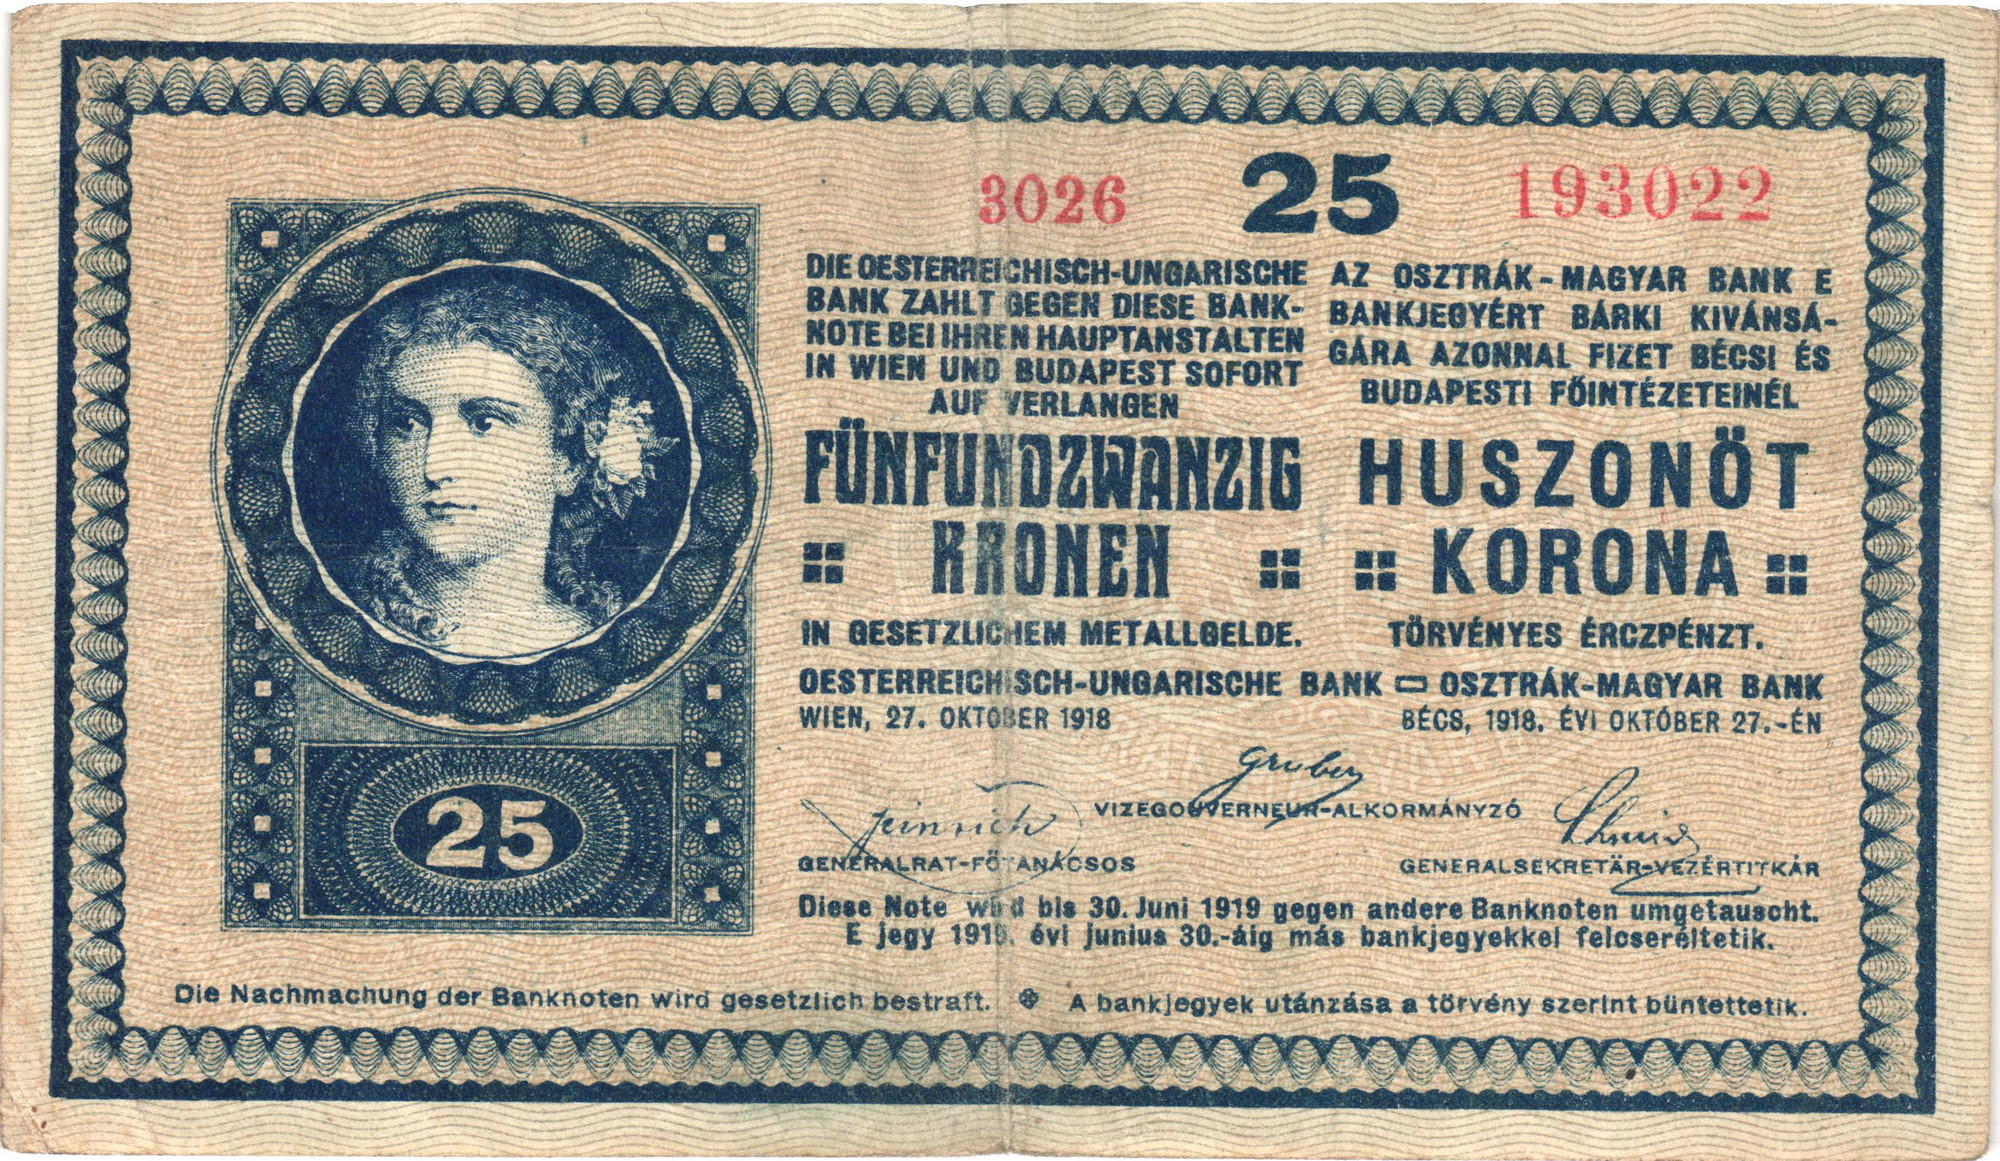 3026 25 193022
DIE OESTERREICHISCH-UNGARISCHE
BANK ZAHLT GEGEN DIESE BANK-
NOTE BEI IHREN HAUPTANSTALTEN
IN WIEN UND BUDAPEST SOFORT
AUF VERLANGEN
FÜNFUNDZWANZIG
KRONEN
IN GESETZLICHEM METALLGELDE.
AZ OSZTRÁK-MAGYAR BANK E
BANKJEGYÉRT BÁRKI KIVÁNSÁ-
GÁRA AZONNAL FIZET BÉCSI ÉS
BUDAPESTI FŐINTÉZETEINÉL
HUSZONÖT
KORONA
TÖRVÉNYES ÉRCZPÉNZT.
OESTERREICHISCH-UNGARISCHE BANK OSZTRÁK-MAGYAR BANK
WIEN, 27. OKTOBER 1918
BÉCS, 1918. ÉVI OKTÓBER 27.-ÉN
Gruber
VIZEGOUVERNEUR-ALKORMÁNYZÓ
Schmid
GENERALRAT-FŐTANÁCSOS
GENERALSEKRETÄR-VEZÉRTITKÁR
25
Diese Note wird bis 30. Juni 1919 gegen andere Banknoten umgetauscht.
E jegy 1919. évi junius 30.-áig más bankjegyekkel felcseréltetik.
Die Nachmachung der Banknoten wird gesetzlich bestraft.
A bankjegyek utánzása a törvény szerint büntettetik.